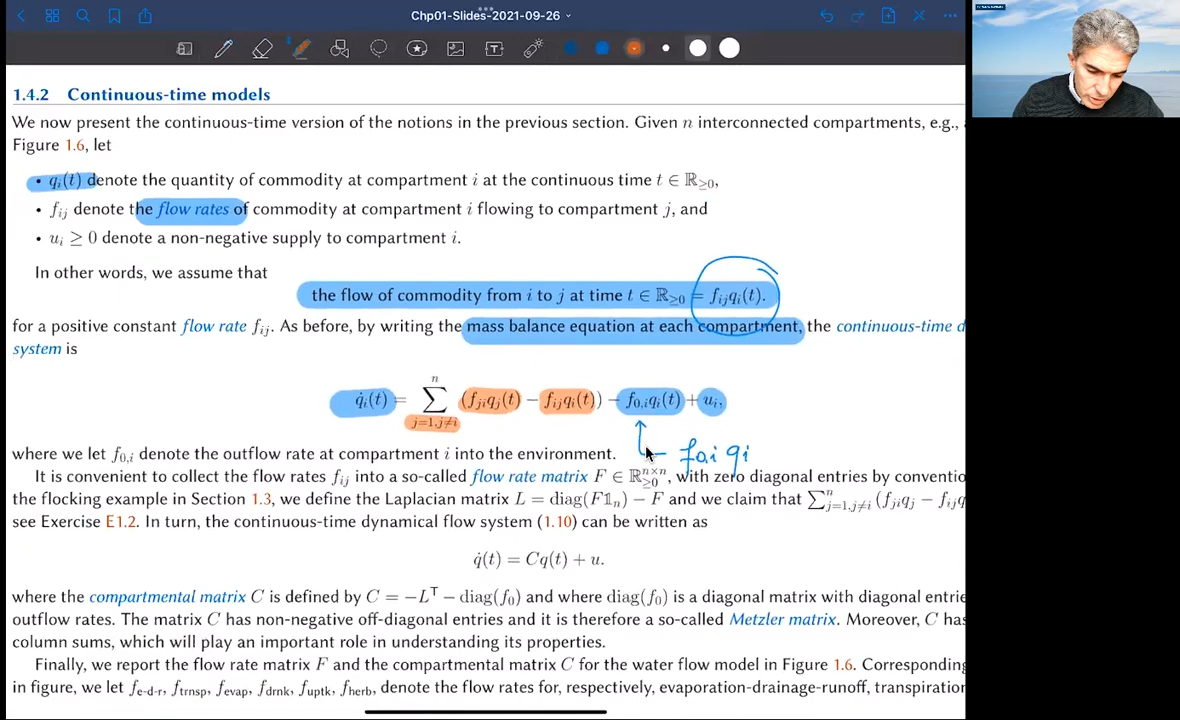 Chp01-Slides-2021-09-26
1.4.2 Continuous-time models
We now present the continuous-time version of the notions in the previous section. Given n interconnected compartments, e.g.,
Figure 1.6, let
• qᵢ(t) denote the quantity of commodity at compartment i at the continuous time t ∈ ℝ≥0,
• fᵢⱼ denote the flow rates of commodity at compartment i flowing to compartment j, and
• uᵢ ≥ 0 denote a non-negative supply to compartment i.
In other words, we assume that
the flow of commodity from i to j at time t ∈ ℝ≥0 = fᵢⱼqᵢ(t).
for a positive constant flow rate fᵢⱼ. As before, by writing the mass balance equation at each compartment, the continuous-time d
system is
q̇ᵢ(t) = ∑ⁿ j=1,j≠i (fⱼᵢqⱼ(t) − fᵢⱼqᵢ(t)) − f₀,ᵢqᵢ(t) + uᵢ,
where we let f₀,ᵢ denote the outflow rate at compartment i into the environment.
f₀,i qi
It is convenient to collect the flow rates fᵢⱼ into a so-called flow rate matrix F ∈ ℝ≥0ⁿˣⁿ, with zero diagonal entries by conventio
the flocking example in Section 1.3, we define the Laplacian matrix L = diag(F𝟙ₙ) − F and we claim that ∑ⁿj=1,j≠i (fⱼᵢqⱼ − fᵢⱼq
see Exercise E1.2. In turn, the continuous-time dynamical flow system (1.10) can be written as
q̇(t) = Cq(t) + u.
where the compartmental matrix C is defined by C = −Lᵀ − diag(f₀) and where diag(f₀) is a diagonal matrix with diagonal entrie
outflow rates. The matrix C has non-negative off-diagonal entries and it is therefore a so-called Metzler matrix. Moreover, C has
column sums, which will play an important role in understanding its properties.
Finally, we report the flow rate matrix F and the compartmental matrix C for the water flow model in Figure 1.6. Corresponding
in figure, we let fe-d-r, ftrnsp, fevap, fdrnk, fuptk, fherb, denote the flow rates for, respectively, evaporation-drainage-runoff, transpiration